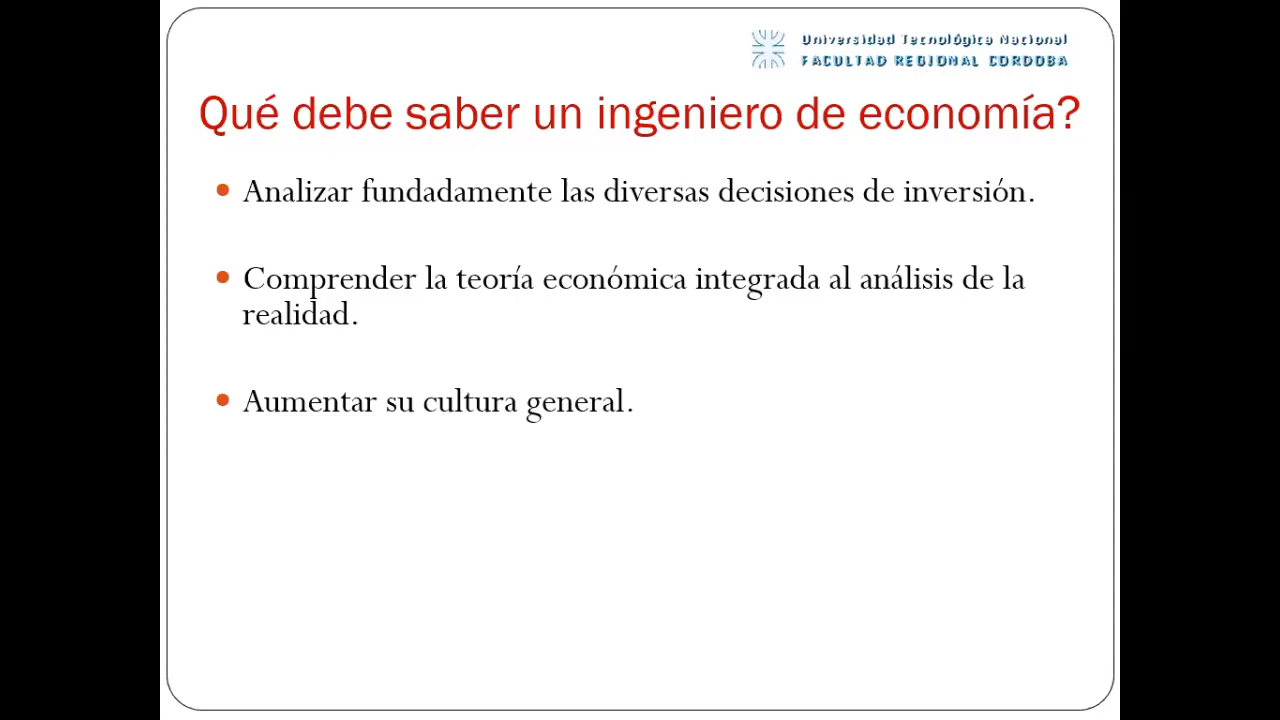 Universidad Tecnológica Nacional
FACULTAD REGIONAL CORDOBA
Qué debe saber un ingeniero de economía?
• Analizar fundadamente las diversas decisiones de inversión.
• Comprender la teoría económica integrada al análisis de la
realidad.
• Aumentar su cultura general.